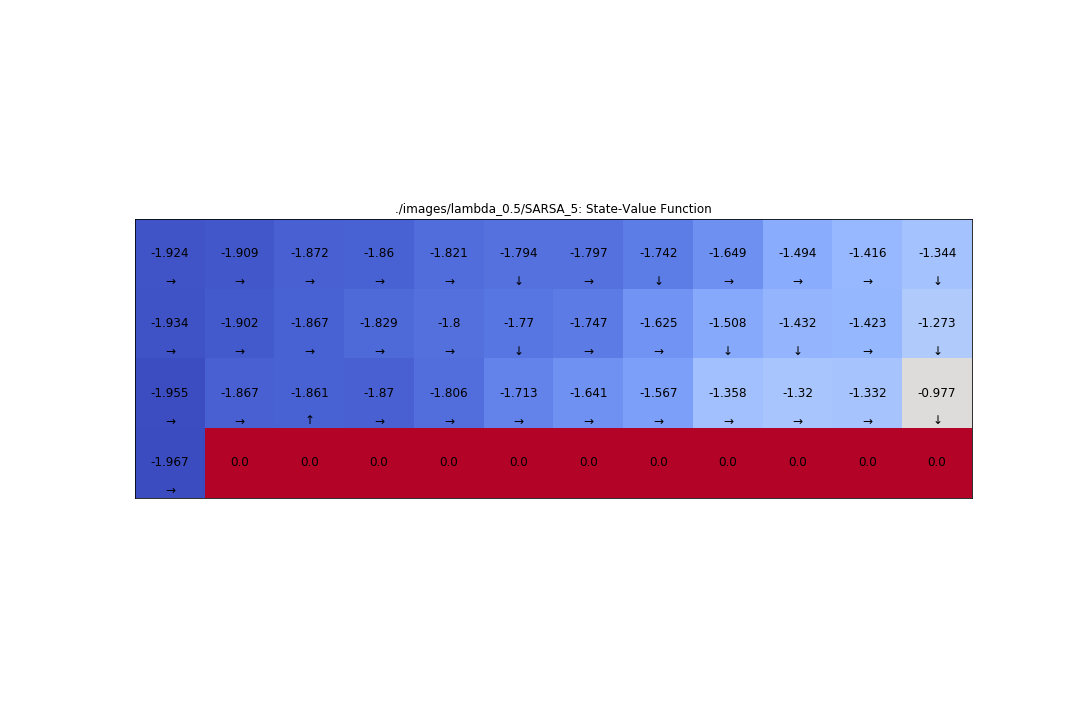 ./images/lambda_0.5/SARSA_5: State-Value Function
-1.924 -1.909 -1.872 -1.86 -1.821 -1.794 -1.797 -1.742 -1.649 -1.494 -1.416 -1.344
→ → → → → ↓ → ↓ → → → ↓
-1.934 -1.902 -1.867 -1.829 -1.8 -1.77 -1.747 -1.625 -1.508 -1.432 -1.423 -1.273
→ → → → → ↓ → → ↓ ↓ → ↓
-1.955 -1.867 -1.861 -1.87 -1.806 -1.713 -1.641 -1.567 -1.358 -1.32 -1.332 -0.977
→ → ↑ → → → → → → → → ↓
-1.967 0.0 0.0 0.0 0.0 0.0 0.0 0.0 0.0 0.0 0.0 0.0
→